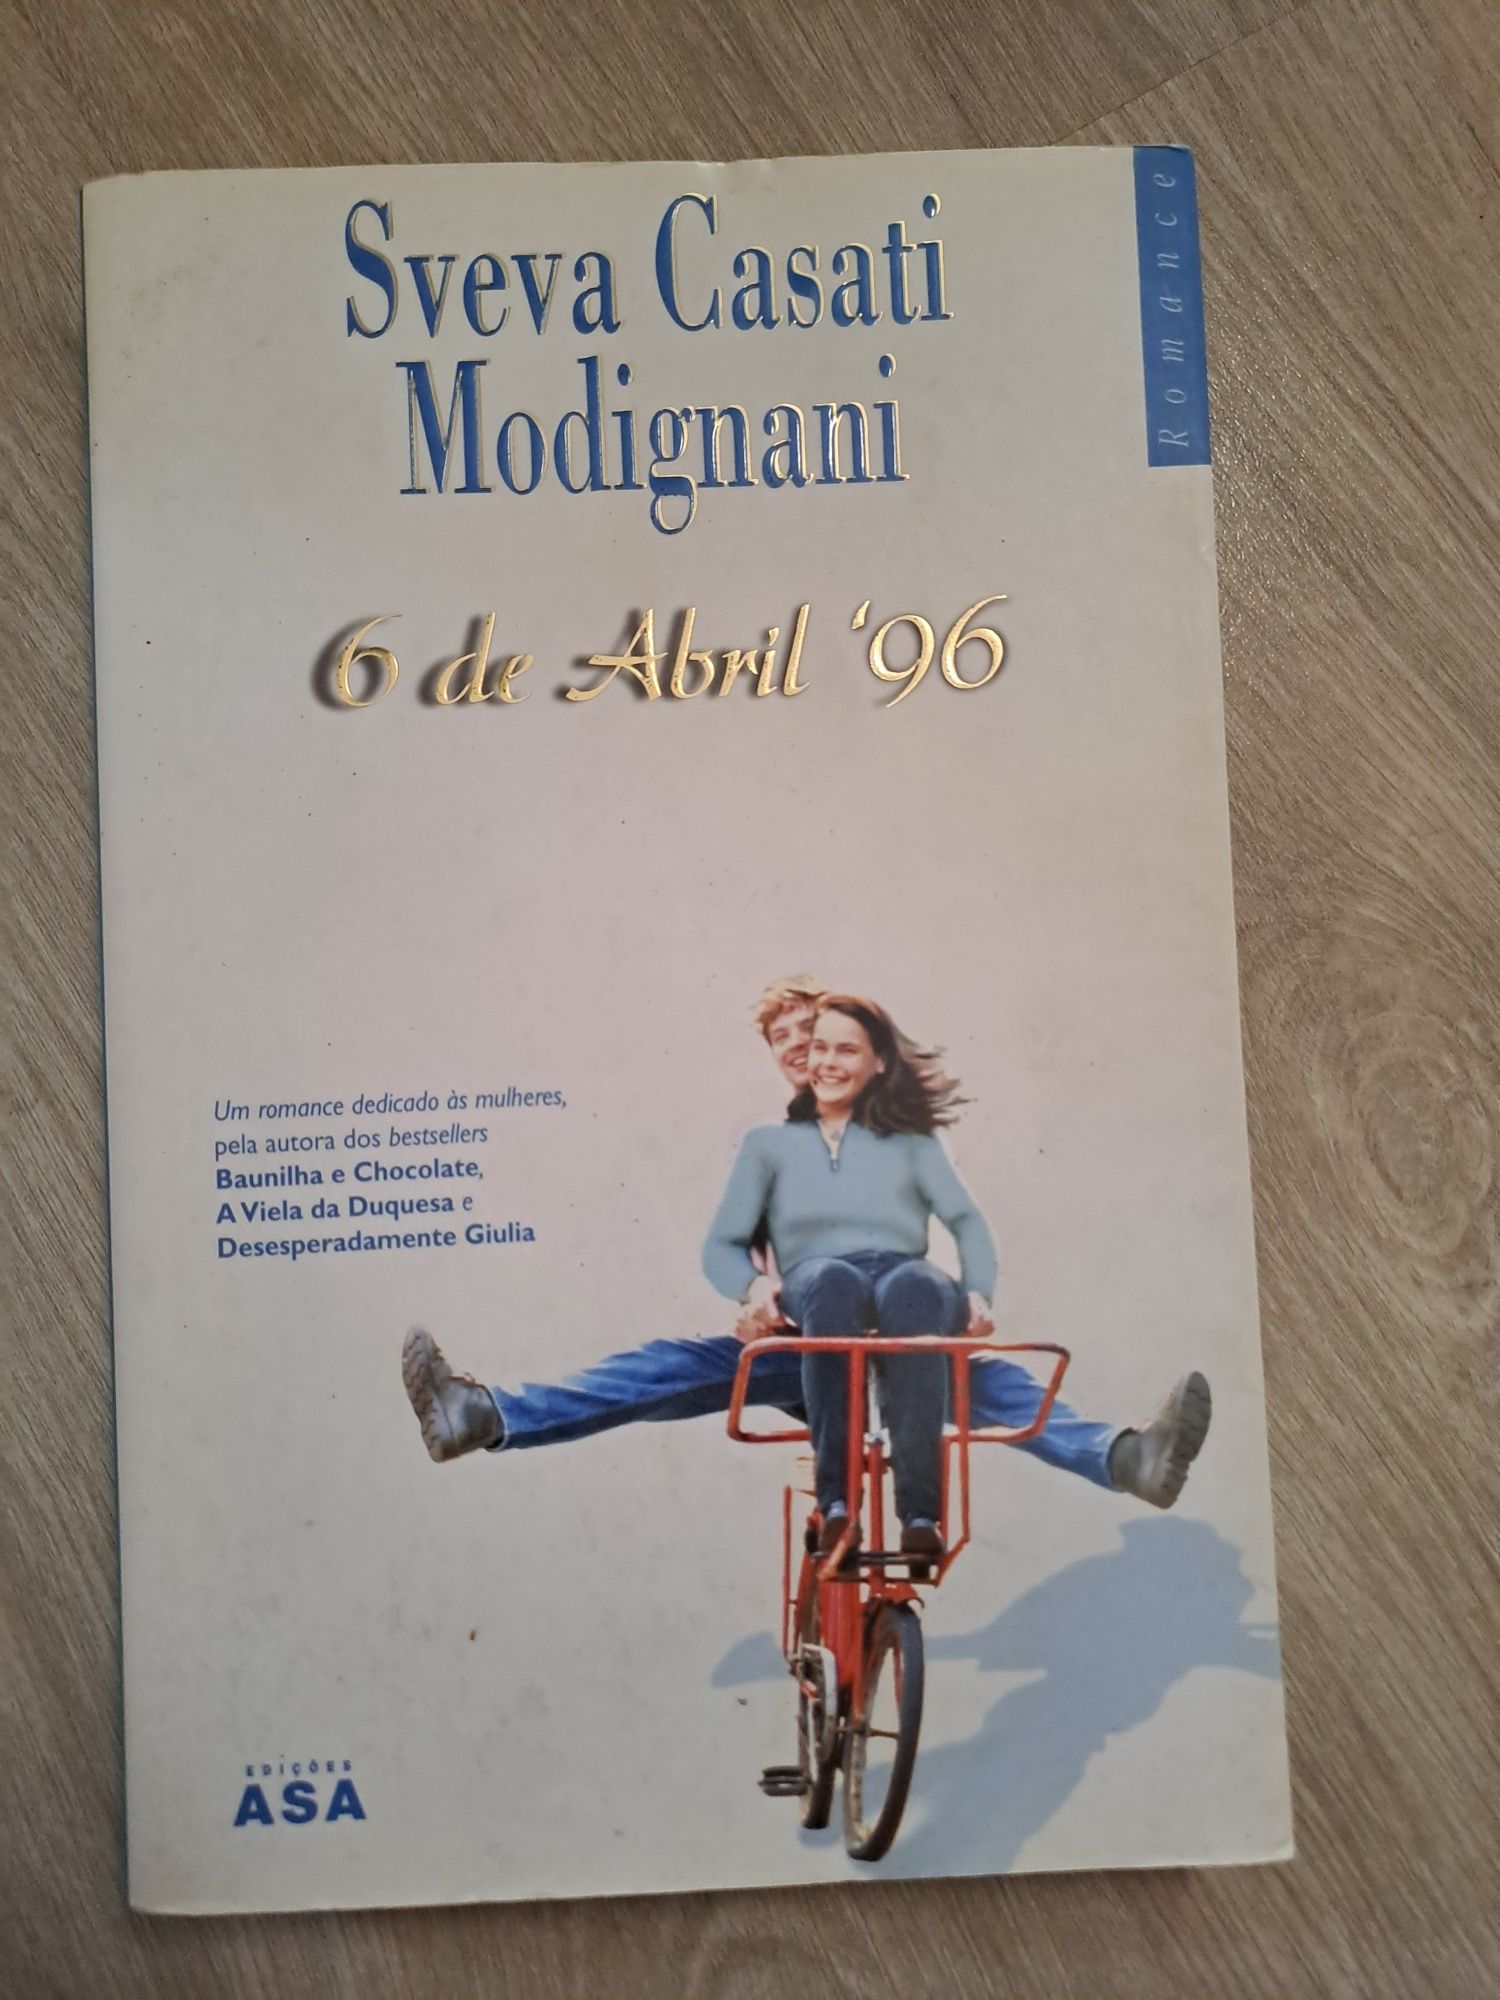 Sveva Casati
Modignani
Romance
6 de Abril '96
Um romance dedicado às mulheres,
pela autora dos bestsellers
Baunilha e Chocolate,
A Viela da Duquesa e
Desesperadamente Giulia
EDIÇÕES
ASA